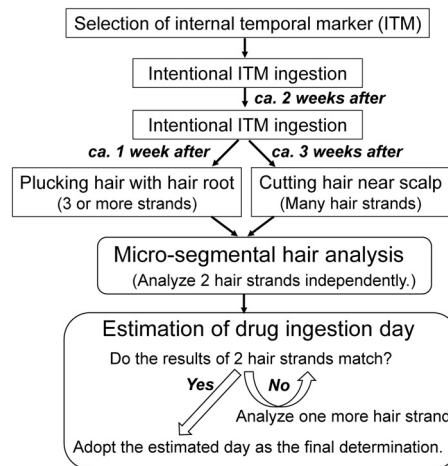 Selection of internal temporal marker (ITM)
Intentional ITM ingestion
ca. 2 weeks after
Intentional ITM ingestion
ca. 1 week after
ca. 3 weeks after
Plucking hair with hair root
(3 or more strands)
Cutting hair near scalp
(Many hair strands)
Micro-segmental hair analysis
(Analyze 2 hair strands independently.)
Estimation of drug ingestion day
Do the results of 2 hair strands match?
Yes
No
Analyze one more hair strand
Adopt the estimated day as the final determination.